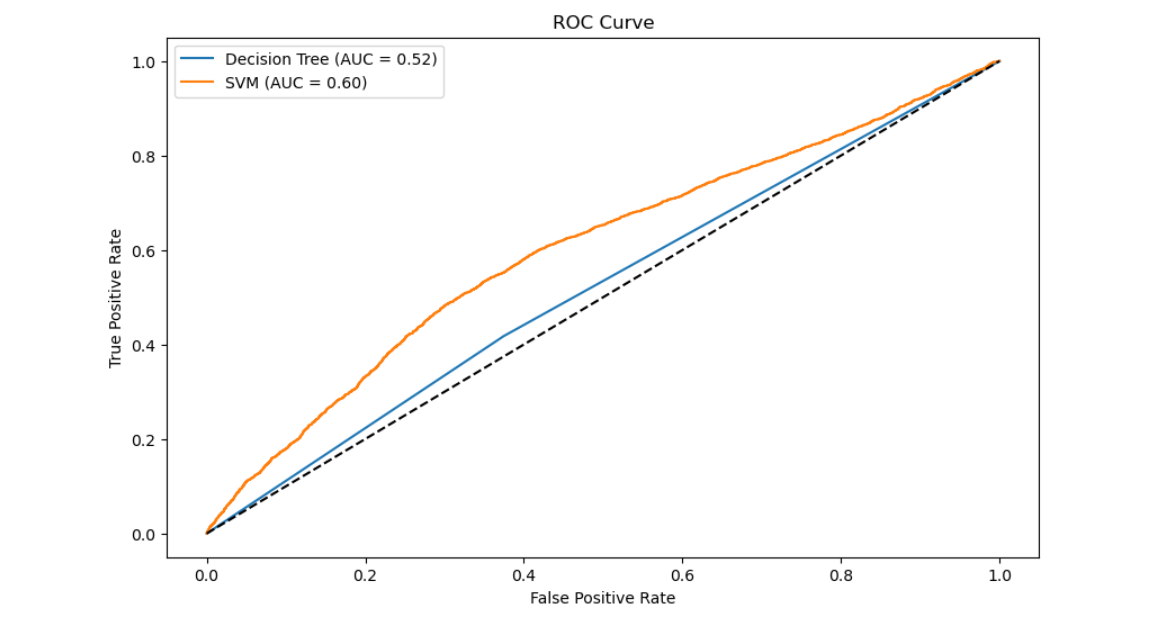 ROC Curve
Decision Tree (AUC = 0.52)
SVM (AUC = 0.60)
1.0
0.8
0.6
0.4
0.2
0.0
True Positive Rate
0.0 0.2 0.4 0.6 0.8 1.0
False Positive Rate